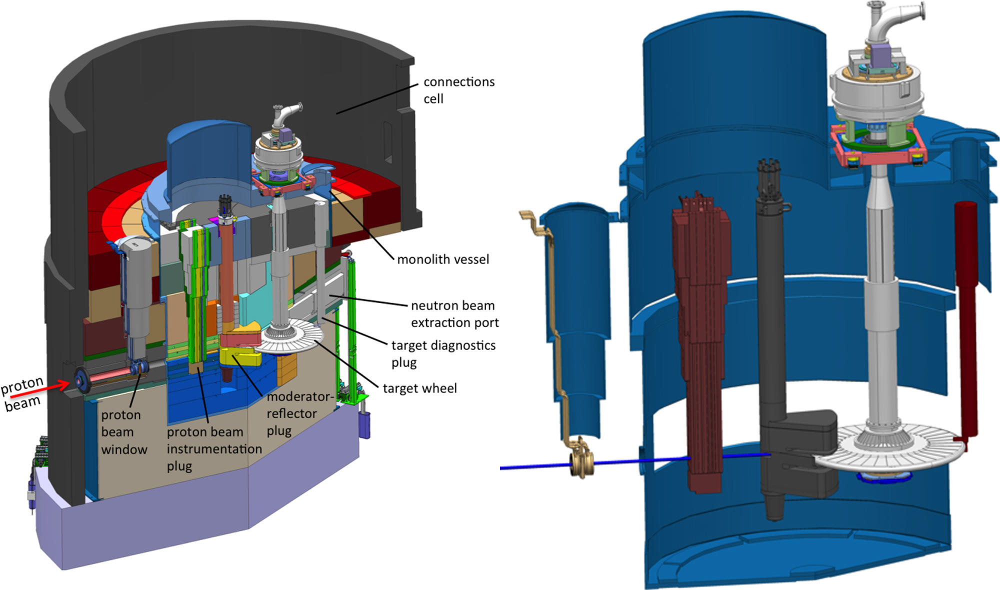 connections
cell
monolith vessel
neutron beam
extraction port
target diagnostics
plug
target wheel
moderator-
reflector
plug
proton
beam
proton
beam
window
proton beam
instrumentation
plug